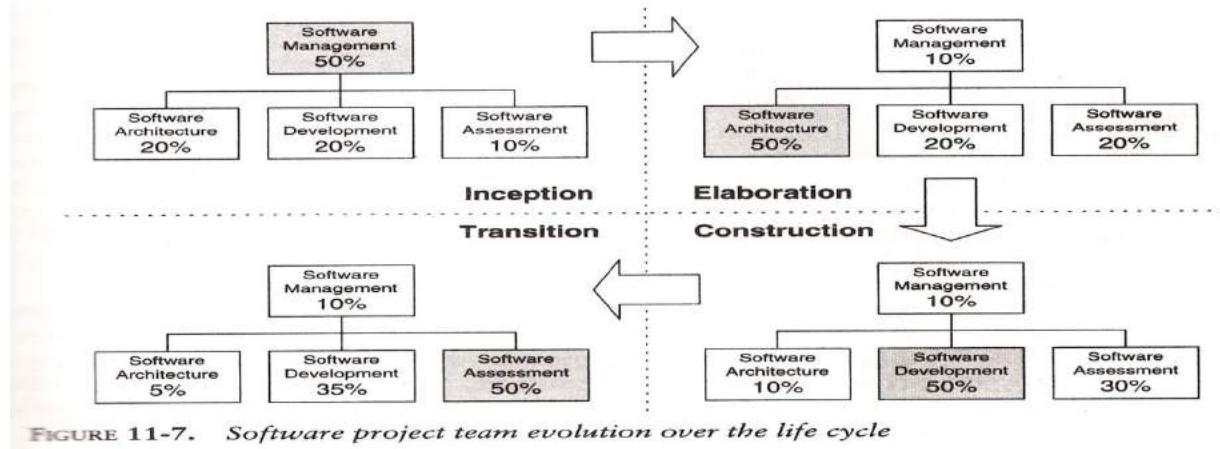 Software
Management
50%
Software
Architecture
20%
Software
Development
20%
Software
Assessment
10%
Inception
Software
Management
10%
Software
Architecture
50%
Software
Development
20%
Software
Assessment
20%
Elaboration
Transition
Software
Management
10%
Software
Architecture
5%
Software
Development
35%
Software
Assessment
50%
Construction
Software
Management
10%
Software
Architecture
10%
Software
Development
50%
Software
Assessment
30%
FIGURE 11-7. Software project team evolution over the life cycle